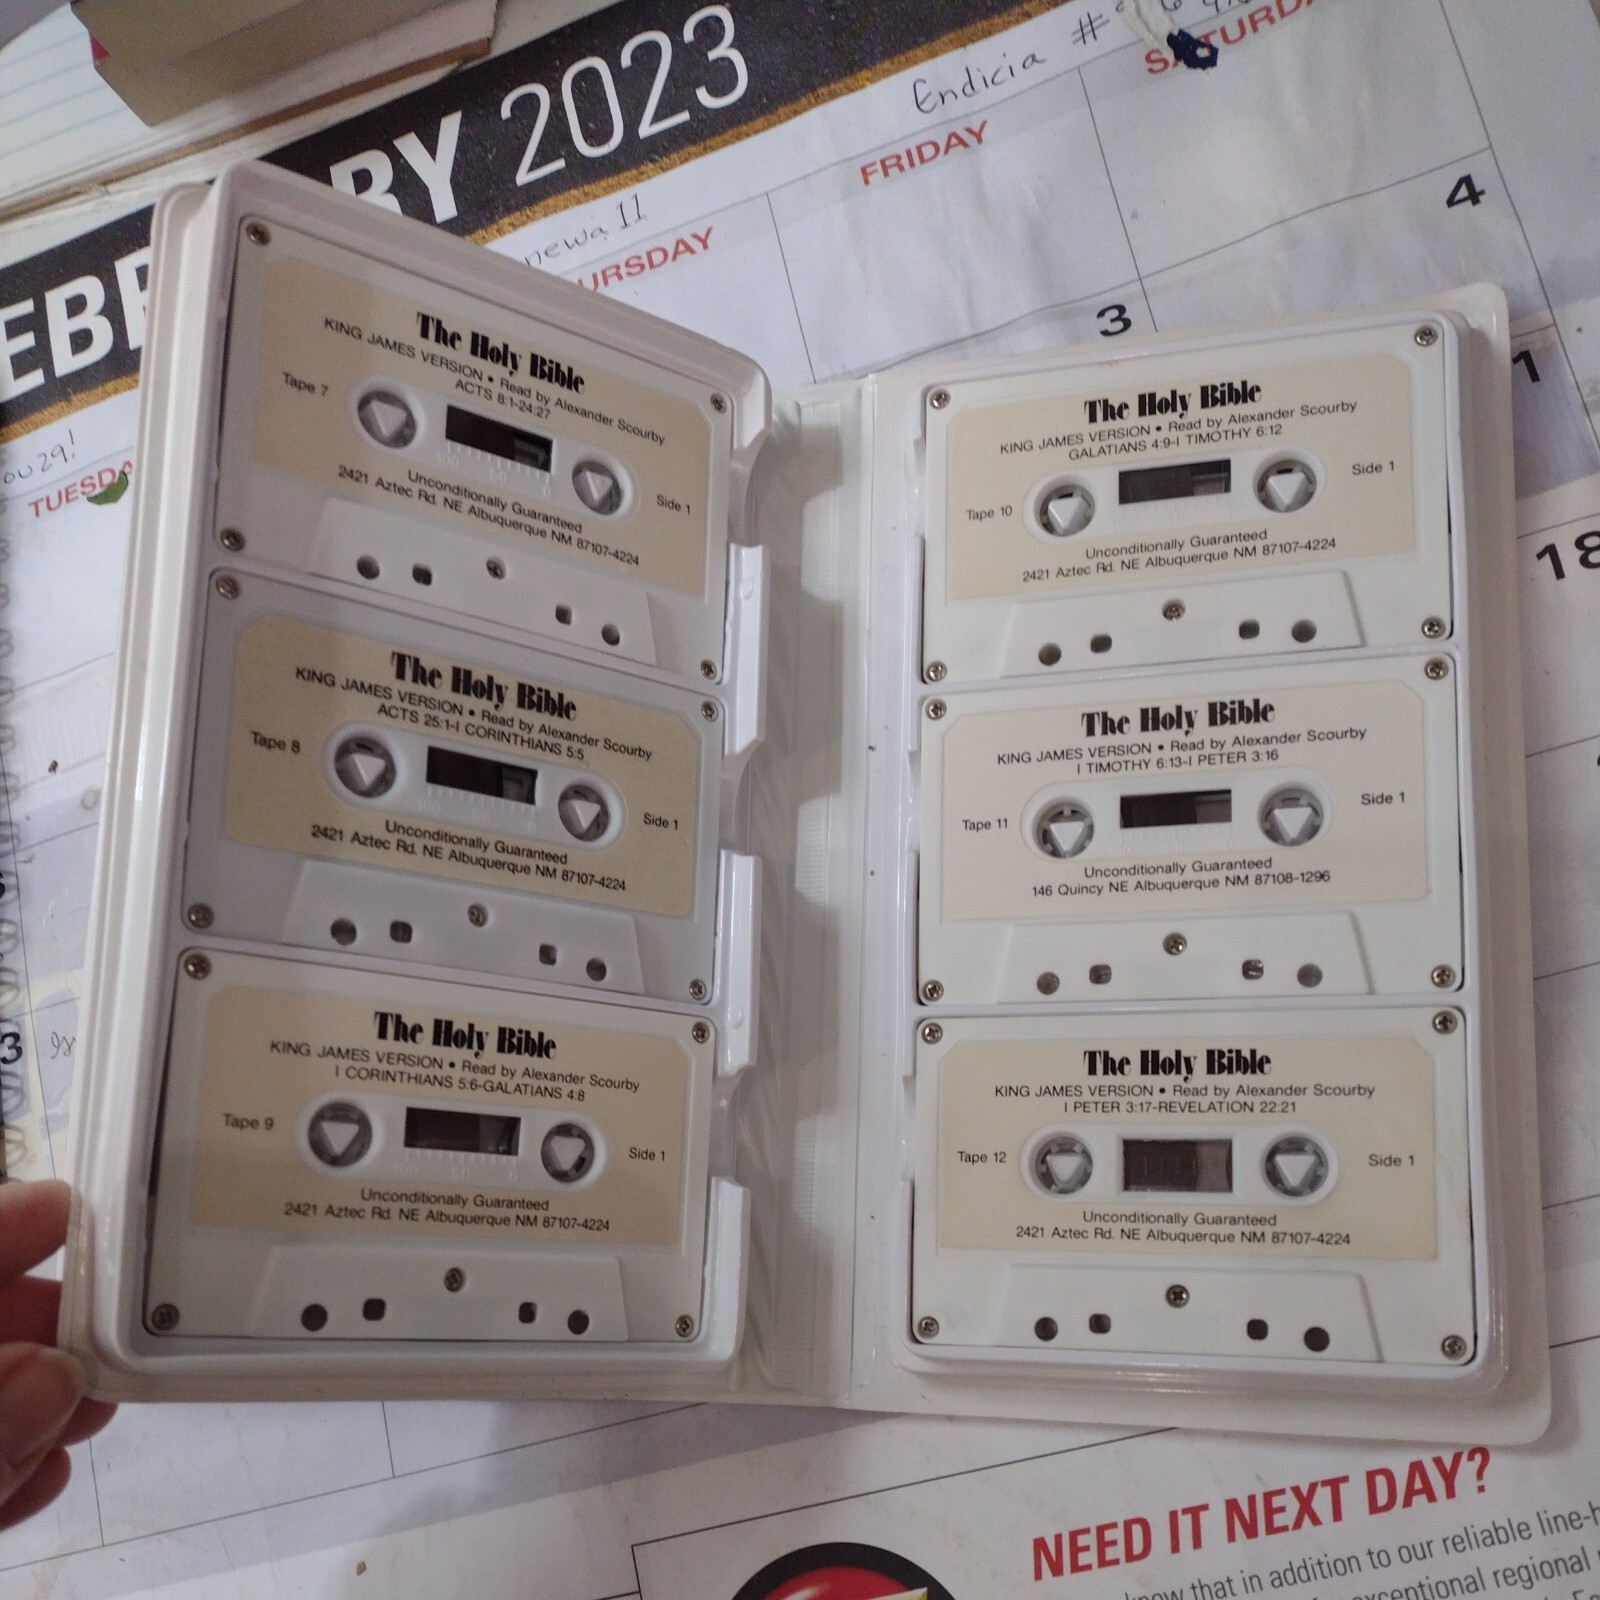 EBR RY 2023
Endicia #
newa 11
ou 29!
TUESDA
URSDAY
FRIDAY
SATURDA
3
4
1
18
3
The Holy Bible
KING JAMES VERSION • Read by Alexander Scourby
ACTS 8:1-24:27
Tape 7
Side 1
Unconditionally Guaranteed
2421 Aztec Rd. NE Albuquerque NM 87107-4224
The Holy Bible
KING JAMES VERSION • Read by Alexander Scourby
ACTS 25:1-I CORINTHIANS 5:5
Tape 8
Side 1
Unconditionally Guaranteed
2421 Aztec Rd. NE Albuquerque NM 87107-4224
The Holy Bible
KING JAMES VERSION • Read by Alexander Scourby
I CORINTHIANS 5:6-GALATIANS 4:8
Tape 9
Side 1
Unconditionally Guaranteed
2421 Aztec Rd. NE Albuquerque NM 87107-4224
The Holy Bible
KING JAMES VERSION • Read by Alexander Scourby
GALATIANS 4:9-I TIMOTHY 6:12
Tape 10
Side 1
Unconditionally Guaranteed
2421 Aztec Rd. NE Albuquerque NM 87107-4224
The Holy Bible
KING JAMES VERSION • Read by Alexander Scourby
I TIMOTHY 6:13-I PETER 3:16
Tape 11
Side 1
Unconditionally Guaranteed
146 Quincy NE Albuquerque NM 87108-1296
The Holy Bible
KING JAMES VERSION • Read by Alexander Scourby
I PETER 3:17-REVELATION 22:21
Tape 12
Side 1
Unconditionally Guaranteed
2421 Aztec Rd. NE Albuquerque NM 87107-4224
NEED IT NEXT DAY?
know that in addition to our reliable line-h
exceptional regional